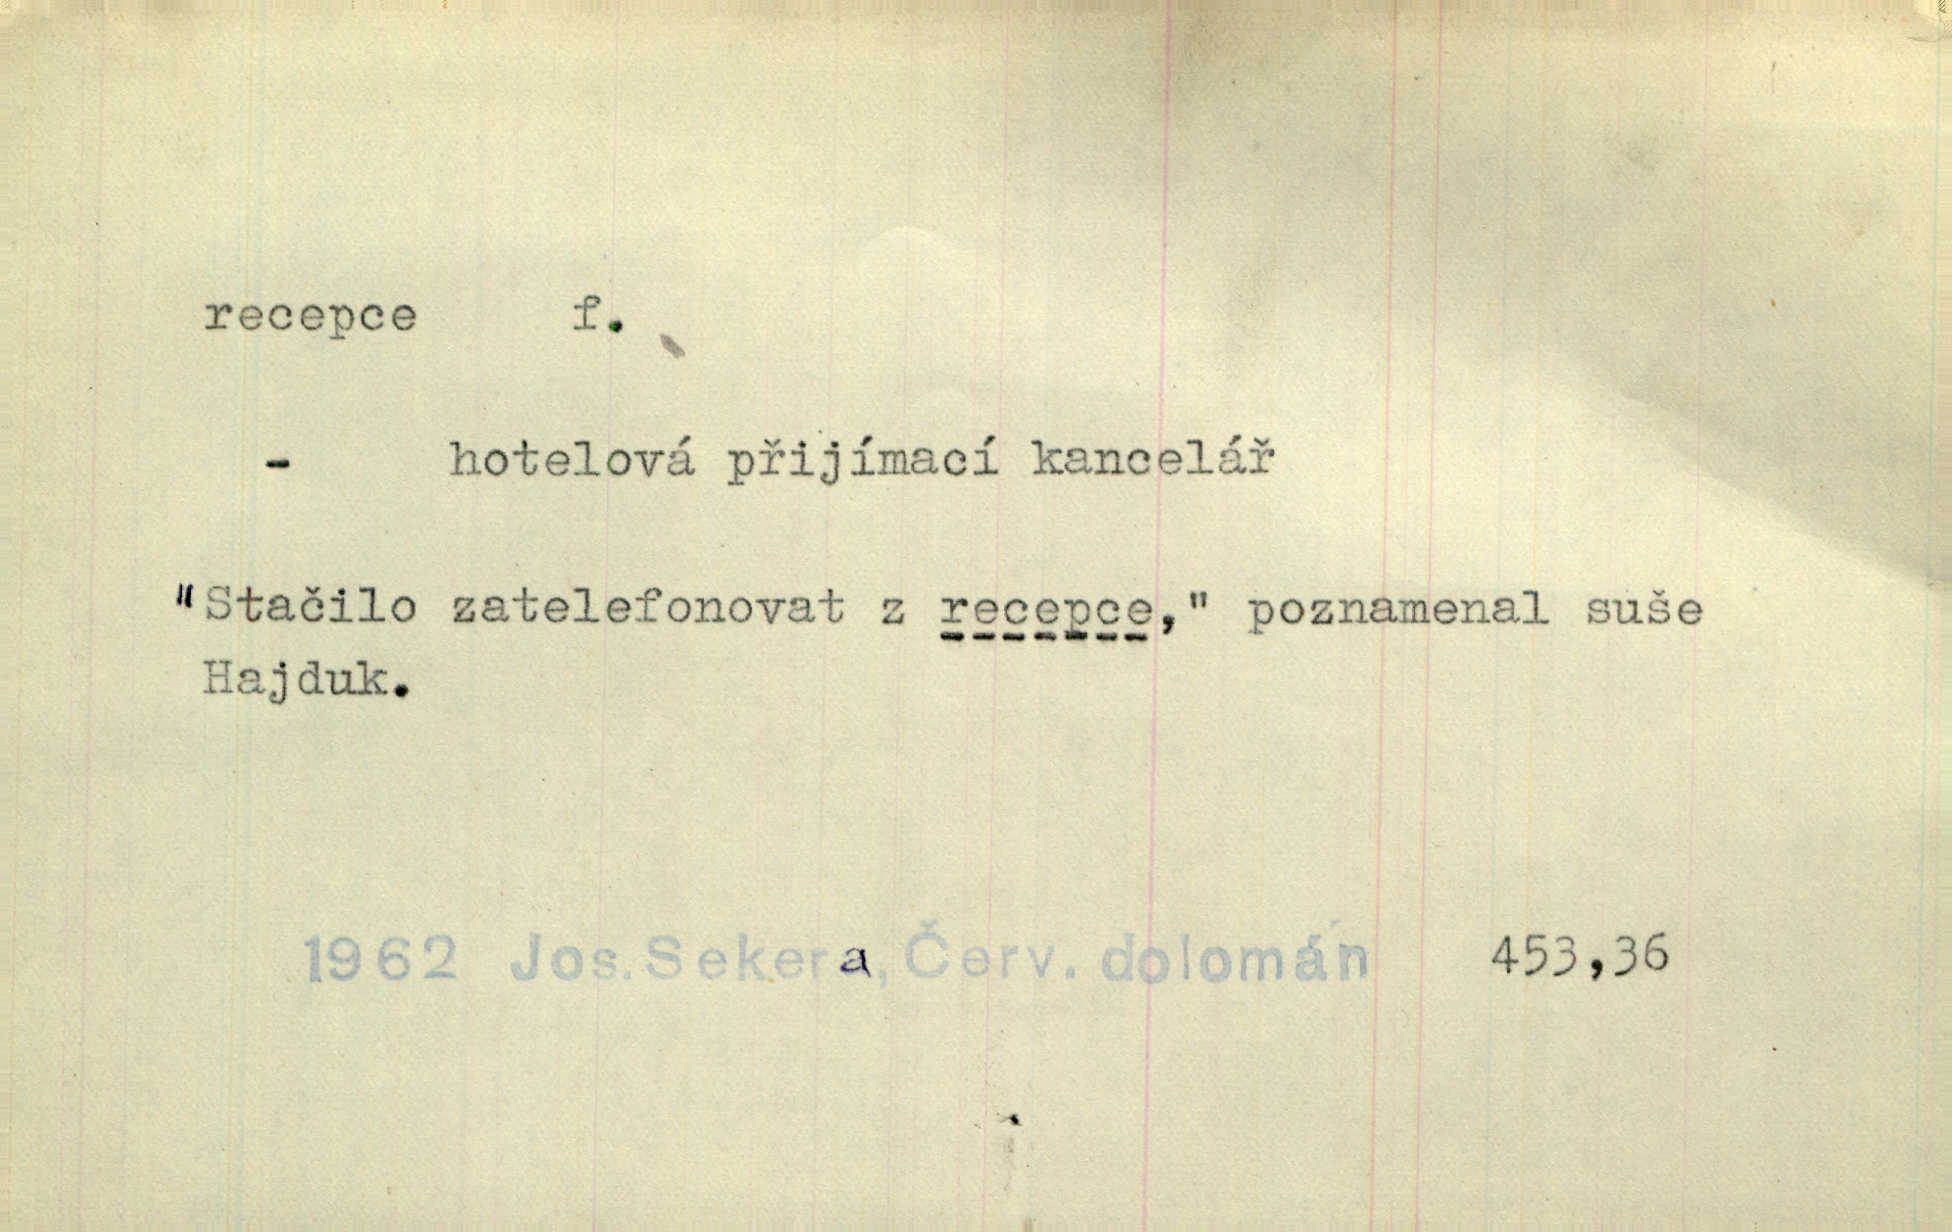 recepce f.
- hotelová přijímací kancelář
"Stačilo zatelefonovat z recepce," poznamenal suše
Hajduk.
1962 Jos. Sekera, Červ. dolomán 453,36